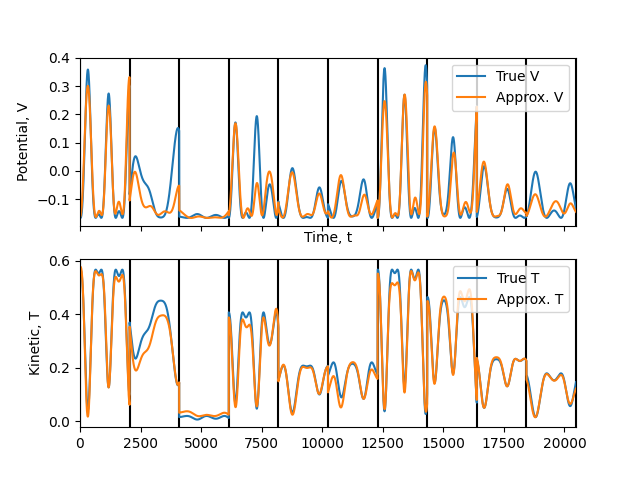 0.4
0.3
0.2
0.1
0.0
−0.1
Potential, V
True V
Approx. V
Time, t
0.6
0.4
0.2
0.0
Kinetic, T
True T
Approx. T
0 2500 5000 7500 10000 12500 15000 17500 20000